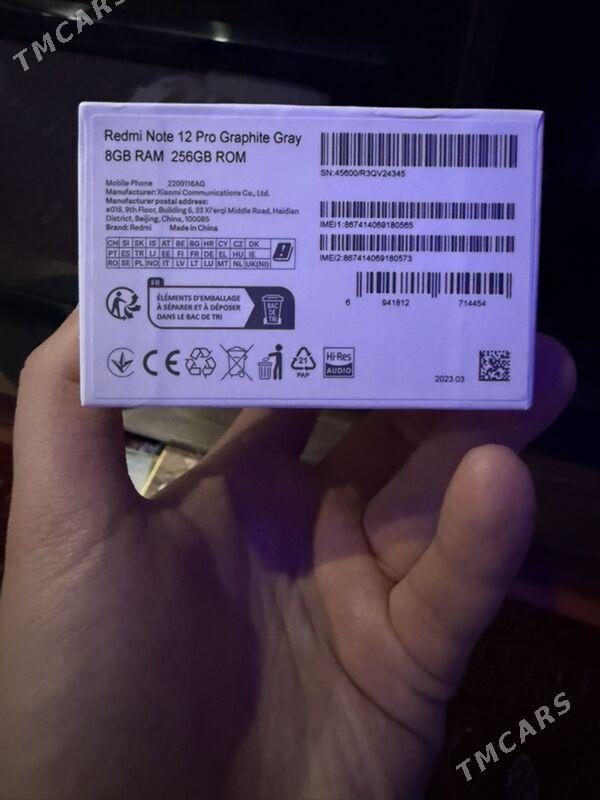 TMCARS
Redmi Note 12 Pro Graphite Gray
8GB RAM 256GB ROM
Mobile Phone 2209116AG
Manufacturer: Xiaomi Communications Co., Ltd.
Manufacturer postal address:
#019, 9th Floor, Building 6, 33 Xi'erqi Middle Road, Haidian
District, Beijing, China, 100085
Brand: Redmi Made in China
SN:45600/R3QV24345
IMEI1:867414069180565
IMEI2:867414069180573
6 941812 714454
CH SI SK IS AT BE BG HR CY CZ DK
PT ES TR LI EE FI FR DE EL HU IE
RO SE PL NO IT LV LT LU MT NL UK(NI)
FR
ÉLÉMENTS D'EMBALLAGE
À SÉPARER ET À DÉPOSER
DANS LE BAC DE TRI
BAC
DE
TRI
CE
21
PAP
Hi-Res
AUDIO
2023.03
TMCARS